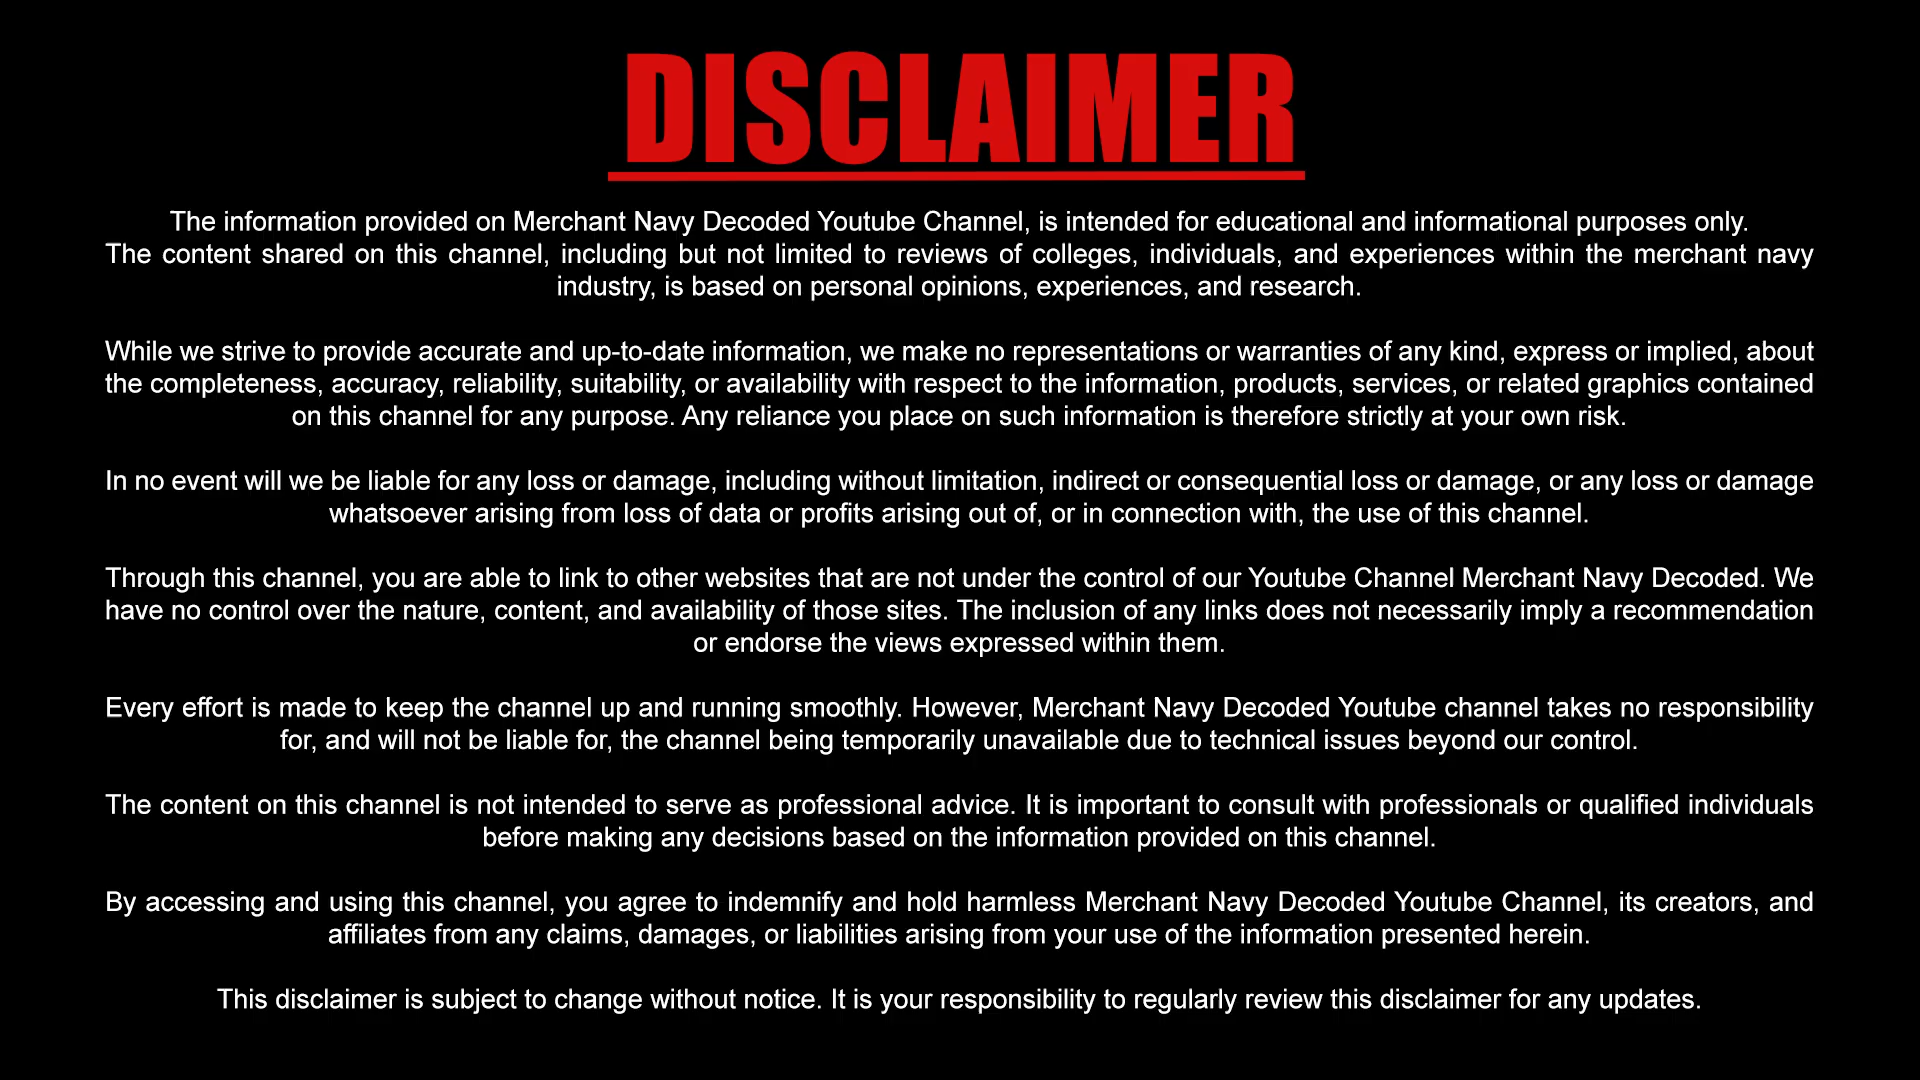 DISCLAIMER
The information provided on Merchant Navy Decoded Youtube Channel, is intended for educational and informational purposes only.
The content shared on this channel, including but not limited to reviews of colleges, individuals, and experiences within the merchant navy
industry, is based on personal opinions, experiences, and research.
While we strive to provide accurate and up-to-date information, we make no representations or warranties of any kind, express or implied, about
the completeness, accuracy, reliability, suitability, or availability with respect to the information, products, services, or related graphics contained
on this channel for any purpose. Any reliance you place on such information is therefore strictly at your own risk.
In no event will we be liable for any loss or damage, including without limitation, indirect or consequential loss or damage, or any loss or damage
whatsoever arising from loss of data or profits arising out of, or in connection with, the use of this channel.
Through this channel, you are able to link to other websites that are not under the control of our Youtube Channel Merchant Navy Decoded. We
have no control over the nature, content, and availability of those sites. The inclusion of any links does not necessarily imply a recommendation
or endorse the views expressed within them.
Every effort is made to keep the channel up and running smoothly. However, Merchant Navy Decoded Youtube channel takes no responsibility
for, and will not be liable for, the channel being temporarily unavailable due to technical issues beyond our control.
The content on this channel is not intended to serve as professional advice. It is important to consult with professionals or qualified individuals
before making any decisions based on the information provided on this channel.
By accessing and using this channel, you agree to indemnify and hold harmless Merchant Navy Decoded Youtube Channel, its creators, and
affiliates from any claims, damages, or liabilities arising from your use of the information presented herein.
This disclaimer is subject to change without notice. It is your responsibility to regularly review this disclaimer for any updates.